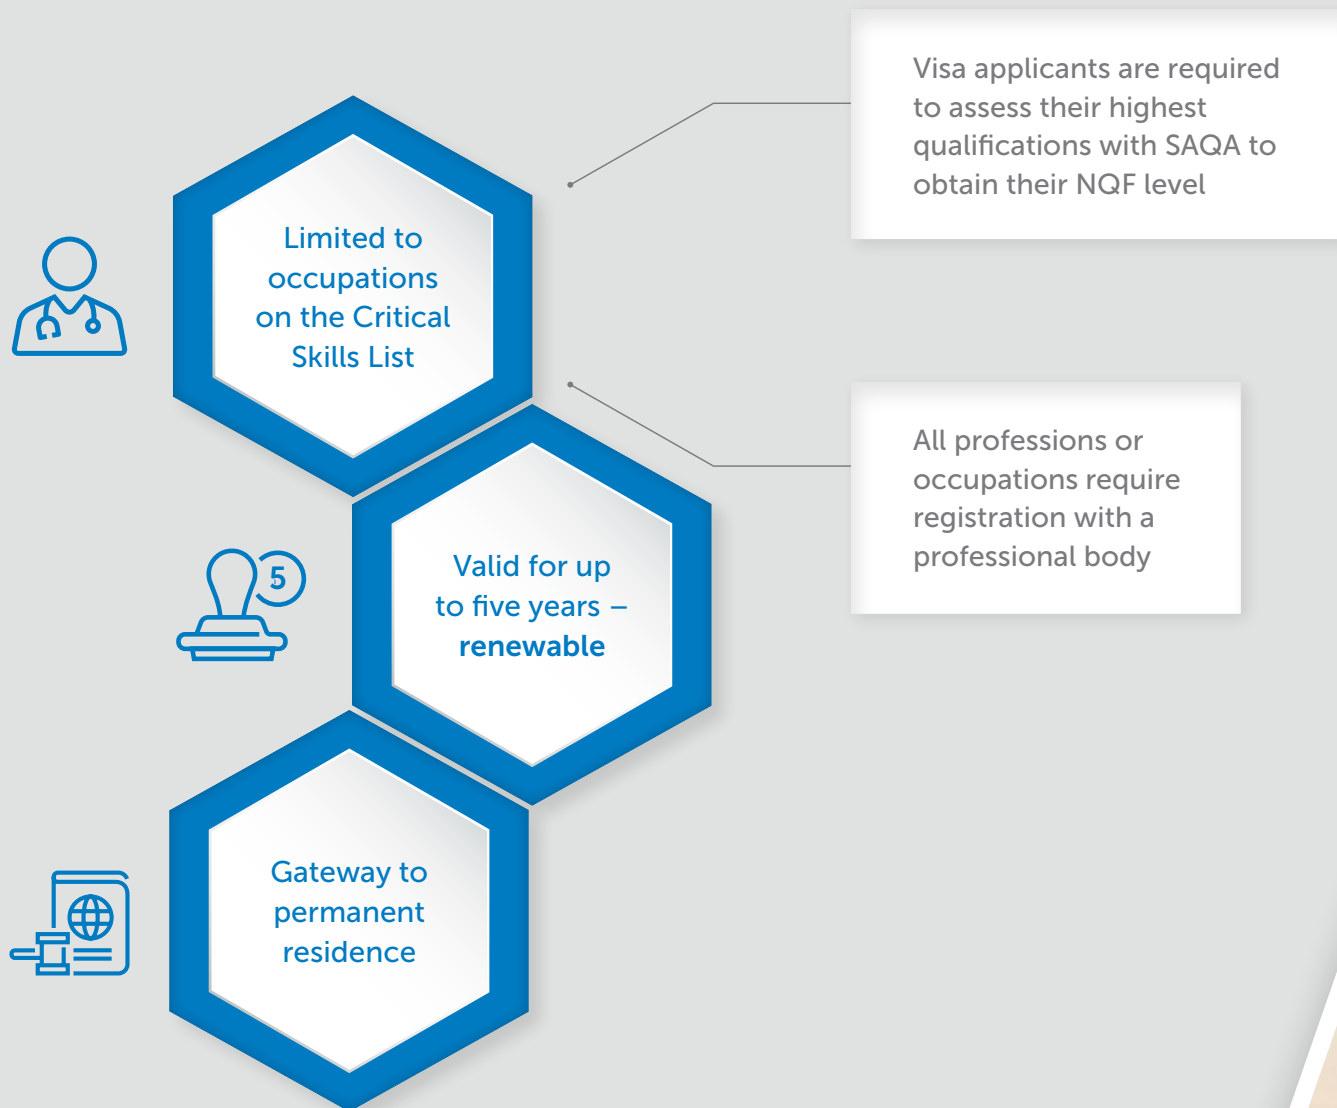 Visa applicants are required
to assess their highest
qualifications with SAQA to
obtain their NQF level
Limited to
occupations
on the Critical
Skills List
All professions or
occupations require
registration with a
professional body
5
Valid for up
to five years –
renewable
Gateway to
permanent
residence